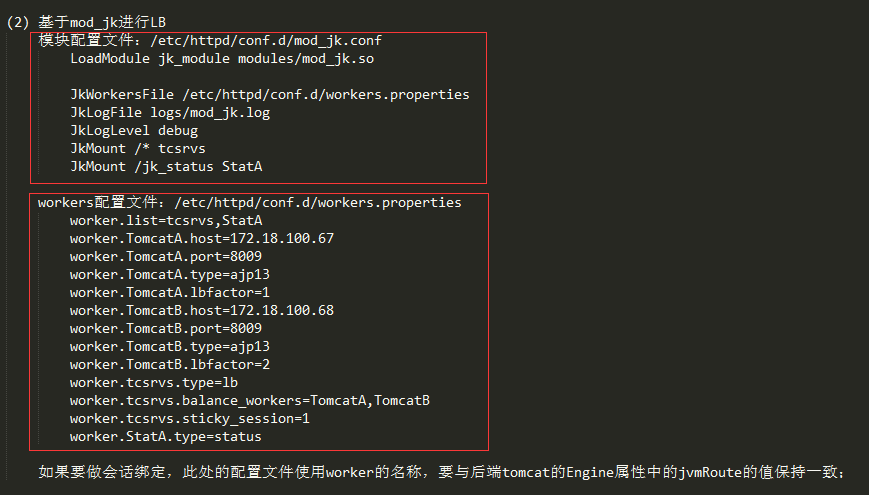 (2) 基于mod_jk进行LB
模块配置文件: /etc/httpd/conf.d/mod_jk.conf
LoadModule jk_module modules/mod_jk.so
JkWorkersFile /etc/httpd/conf.d/workers.properties
JkLogFile logs/mod_jk.log
JkLogLevel debug
JkMount /* tcsrvs
JkMount /jk_status StatA
workers配置文件: /etc/httpd/conf.d/workers.properties
worker.list=tcsrvs,StatA
worker.TomcatA.host=172.18.100.67
worker.TomcatA.port=8009
worker.TomcatA.type=ajp13
worker.TomcatA.lbfactor=1
worker.TomcatB.host=172.18.100.68
worker.TomcatB.port=8009
worker.TomcatB.type=ajp13
worker.TomcatB.lbfactor=2
worker.tcsrvs.type=lb
worker.tcsrvs.balance_workers=TomcatA,TomcatB
worker.tcsrvs.sticky_session=1
worker.StatA.type=status
如果要做会话绑定，此处的配置文件使用worker的名称，要与后端tomcat的Engine属性中的jvmRoute的值保持一致；